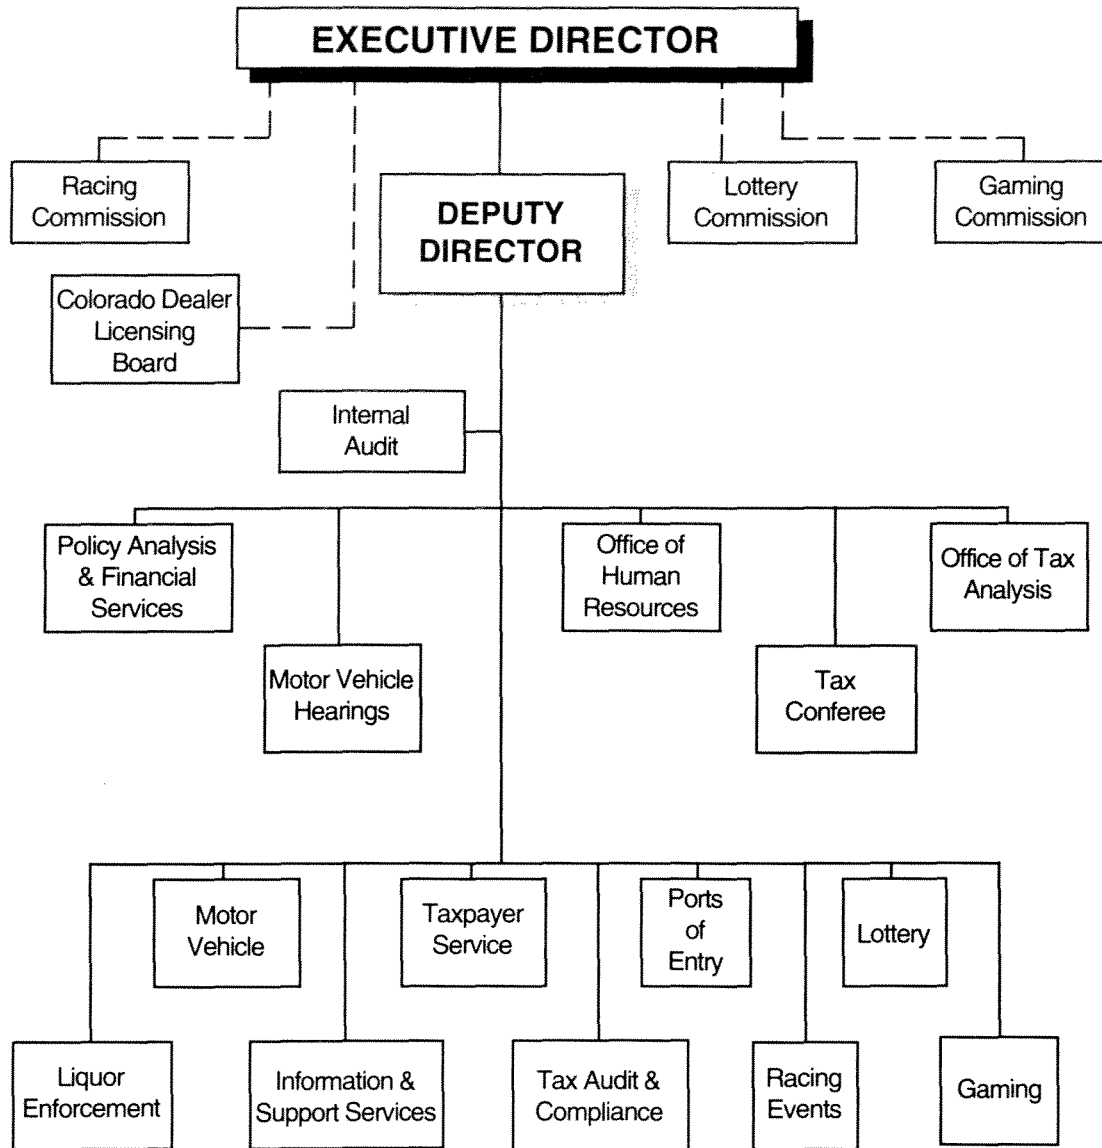 EXECUTIVE DIRECTOR
Racing
Commission
DEPUTY
DIRECTOR
Lottery
Commission
Gaming
Commission
Colorado Dealer
Licensing
Board
Internal
Audit
Policy Analysis
& Financial
Services
Office of
Human
Resources
Office of Tax
Analysis
Motor Vehicle
Hearings
Tax
Conferee
Motor
Vehicle
Taxpayer
Service
Ports
of
Entry
Lottery
Liquor
Enforcement
Information &
Support Services
Tax Audit &
Compliance
Racing
Events
Gaming